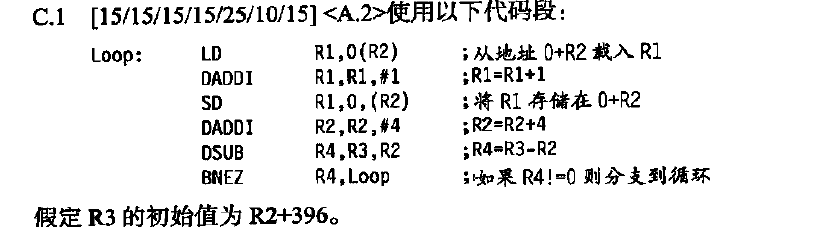 C.1 [15/15/15/15/25/10/15] <A.2>使用以下代码段：
Loop: LD R1,0(R2) ;从地址 0+R2 载入 R1
DADDI R1,R1,#1 ;R1=R1+1
SD R1,0,(R2) ;将 R1 存储在 0+R2
DADDI R2,R2,#4 ;R2=R2+4
DSUB R4,R3,R2 ;R4=R3-R2
BNEZ R4,Loop ;如果 R4!=0 则分支到循环
假定 R3 的初始值为 R2+396。